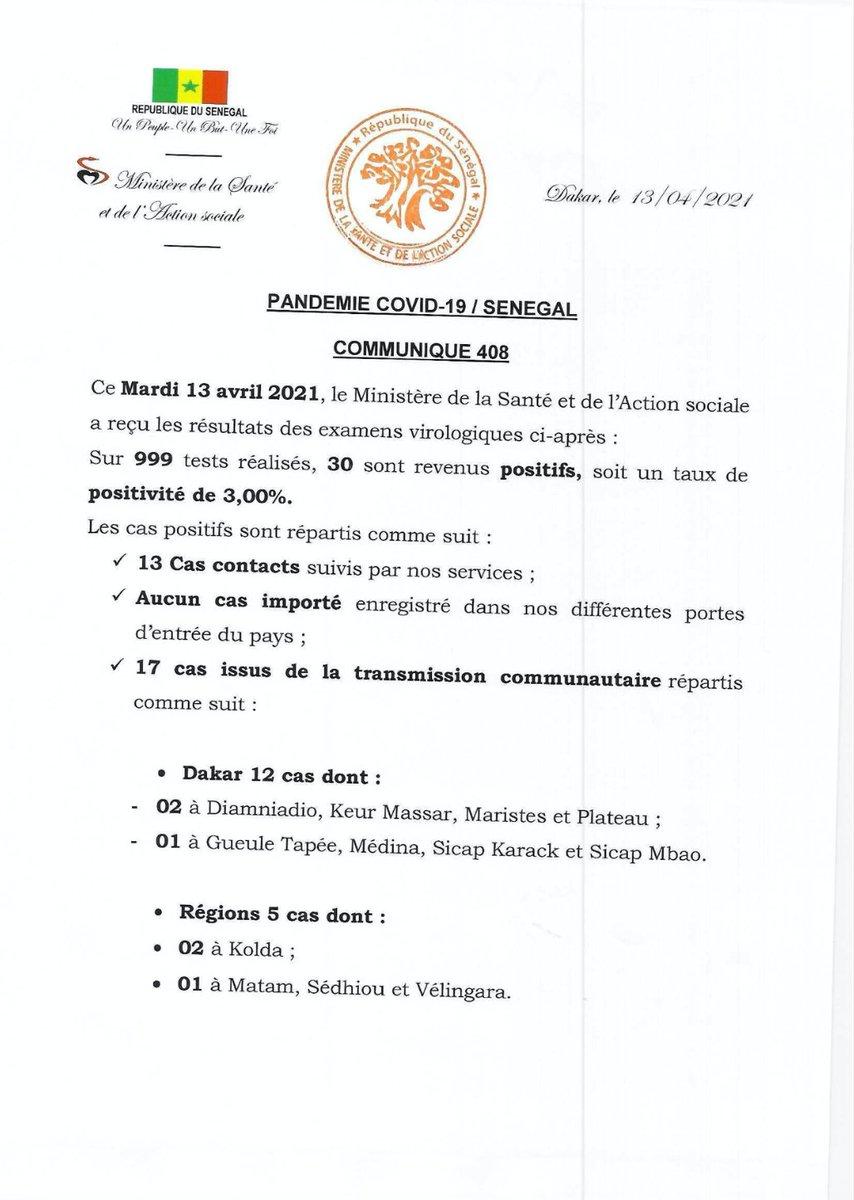 REPUBLIQUE DU SENEGAL
Un Peuple-Un But-Une Foi
Ministère de la Santé
et de l'Action sociale
★ République du Sénégal ★
MINISTERE DE LA SANTE ET DE L'ACTION SOCIALE
Dakar, le 13/04/2021
PANDEMIE COVID-19 / SENEGAL
COMMUNIQUE 408
Ce Mardi 13 avril 2021, le Ministère de la Santé et de l'Action sociale
a reçu les résultats des examens virologiques ci-après :
Sur 999 tests réalisés, 30 sont revenus positifs, soit un taux de
positivité de 3,00%.
Les cas positifs sont répartis comme suit :
✓ 13 Cas contacts suivis par nos services ;
✓ Aucun cas importé enregistré dans nos différentes portes
d'entrée du pays ;
✓ 17 cas issus de la transmission communautaire répartis
comme suit :
• Dakar 12 cas dont :
- 02 à Diamniadio, Keur Massar, Maristes et Plateau ;
- 01 à Gueule Tapée, Médina, Sicap Karack et Sicap Mbao.
• Régions 5 cas dont :
• 02 à Kolda ;
• 01 à Matam, Sédhiou et Vélingara.